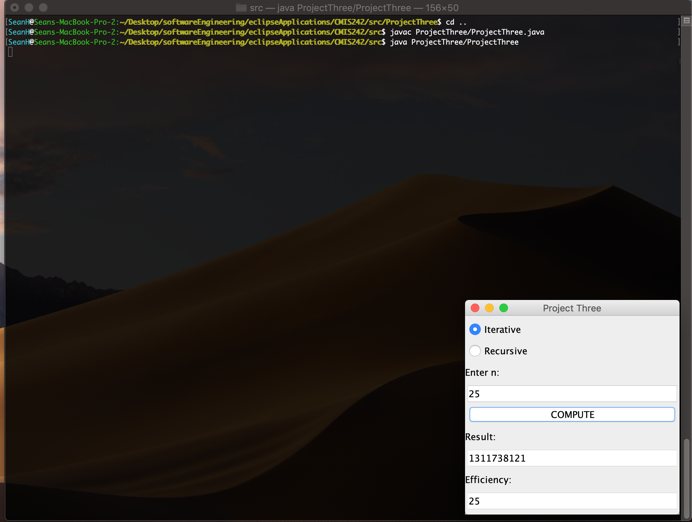 src — java ProjectThree/ProjectThree — 156×50
[SeanH@Seans-MacBook-Pro-2:~/Desktop/softwareEngineering/eclipseApplications/CMIS242/src/ProjectThree$ cd .. ]
[SeanH@Seans-MacBook-Pro-2:~/Desktop/softwareEngineering/eclipseApplications/CMIS242/src$ javac ProjectThree/ProjectThree.java ]
[SeanH@Seans-MacBook-Pro-2:~/Desktop/softwareEngineering/eclipseApplications/CMIS242/src$ java ProjectThree/ProjectThree ]
Project Three
Iterative
Recursive
Enter n:
25
COMPUTE
Result:
1311738121
Efficiency:
25